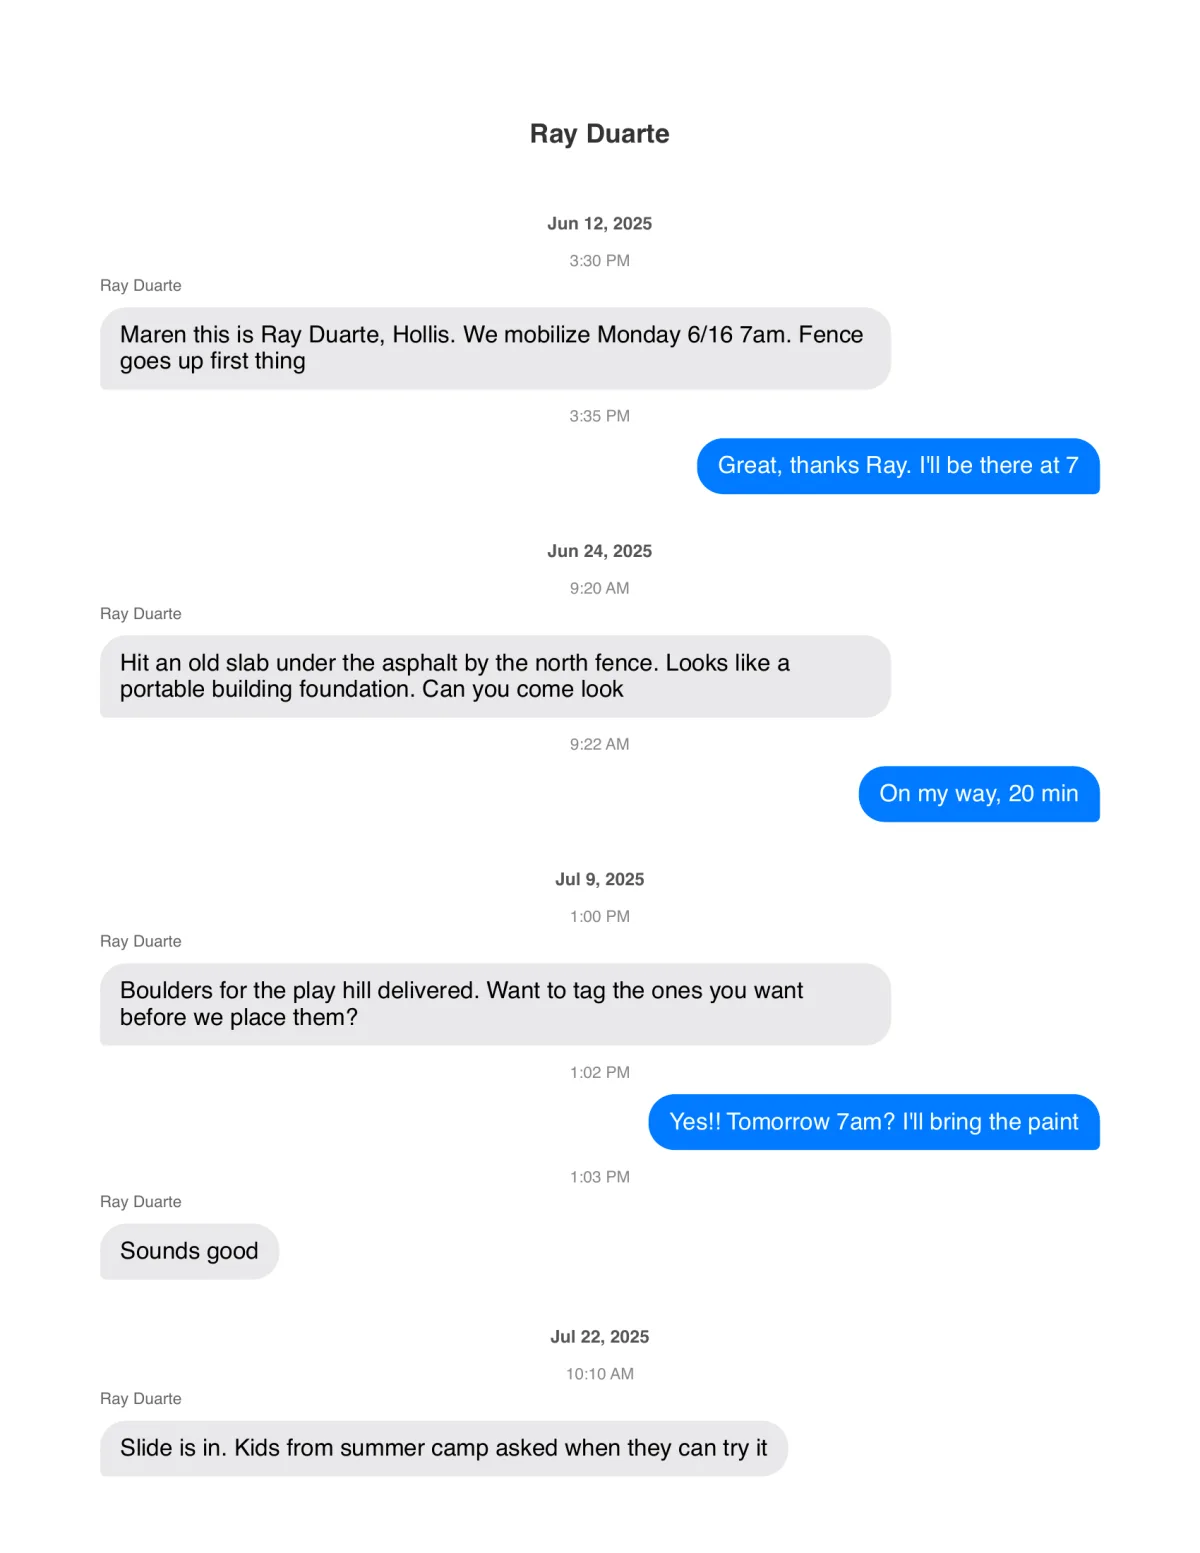 Ray Duarte
Jun 12, 2025
3:30 PM
Ray Duarte
Maren this is Ray Duarte, Hollis. We mobilize Monday 6/16 7am. Fence
goes up first thing
3:35 PM
Great, thanks Ray. I'll be there at 7
Jun 24, 2025
9:20 AM
Ray Duarte
Hit an old slab under the asphalt by the north fence. Looks like a
portable building foundation. Can you come look
9:22 AM
On my way, 20 min
Jul 9, 2025
1:00 PM
Ray Duarte
Boulders for the play hill delivered. Want to tag the ones you want
before we place them?
1:02 PM
Yes!! Tomorrow 7am? I'll bring the paint
1:03 PM
Ray Duarte
Sounds good
Jul 22, 2025
10:10 AM
Ray Duarte
Slide is in. Kids from summer camp asked when they can try it